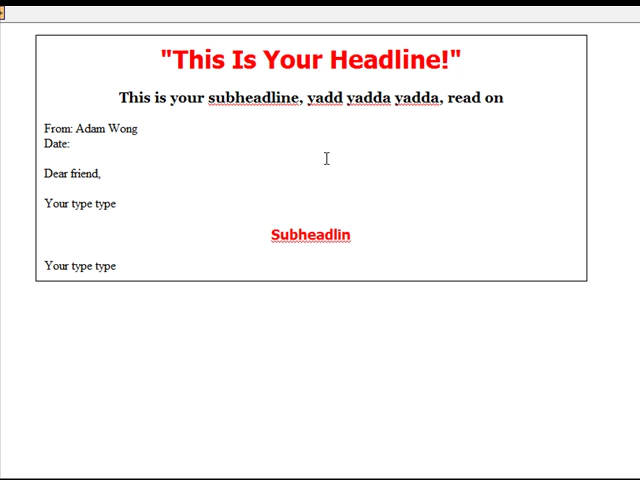 "This Is Your Headline!"
This is your subheadline, yadd yadda yadda, read on
From: Adam Wong
Date:
Dear friend,
Your type type
Subheadlin
Your type type